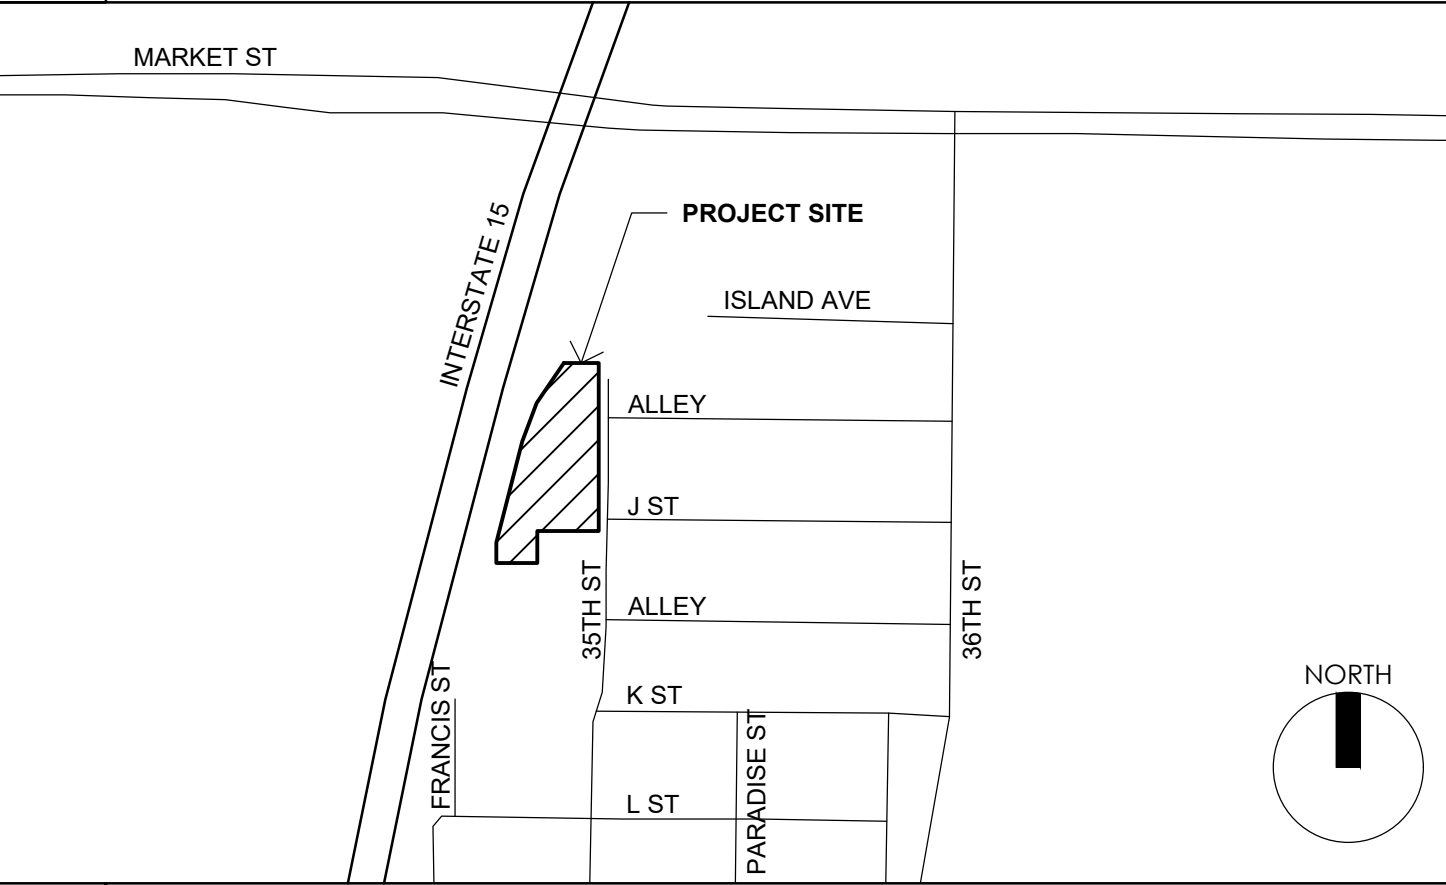 MARKET ST
INTERSTATE 15
PROJECT SITE
ISLAND AVE
ALLEY
J ST
35TH ST
ALLEY
36TH ST
FRANCIS ST
K ST
PARADISE ST
L ST
NORTH